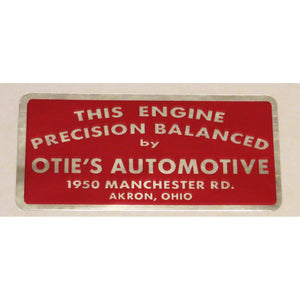 THIS ENGINE
PRECISION BALANCED
by
OTIE'S AUTOMOTIVE
1950 MANCHESTER RD.
AKRON, OHIO